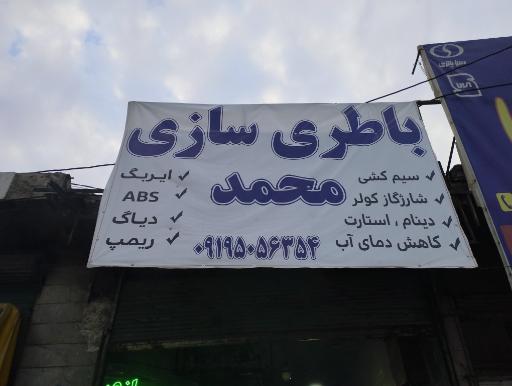 باطری سازی
محمد
✓ سیم کشی
✓ شارژگاز کولر
✓ دینام ، استارت
✓ کاهش دمای آب
✓ ایربگ
✓ ABS
✓ دیاگ
✓ ریمپ
۰۹۱۹۵۰۵۶۳۵۴